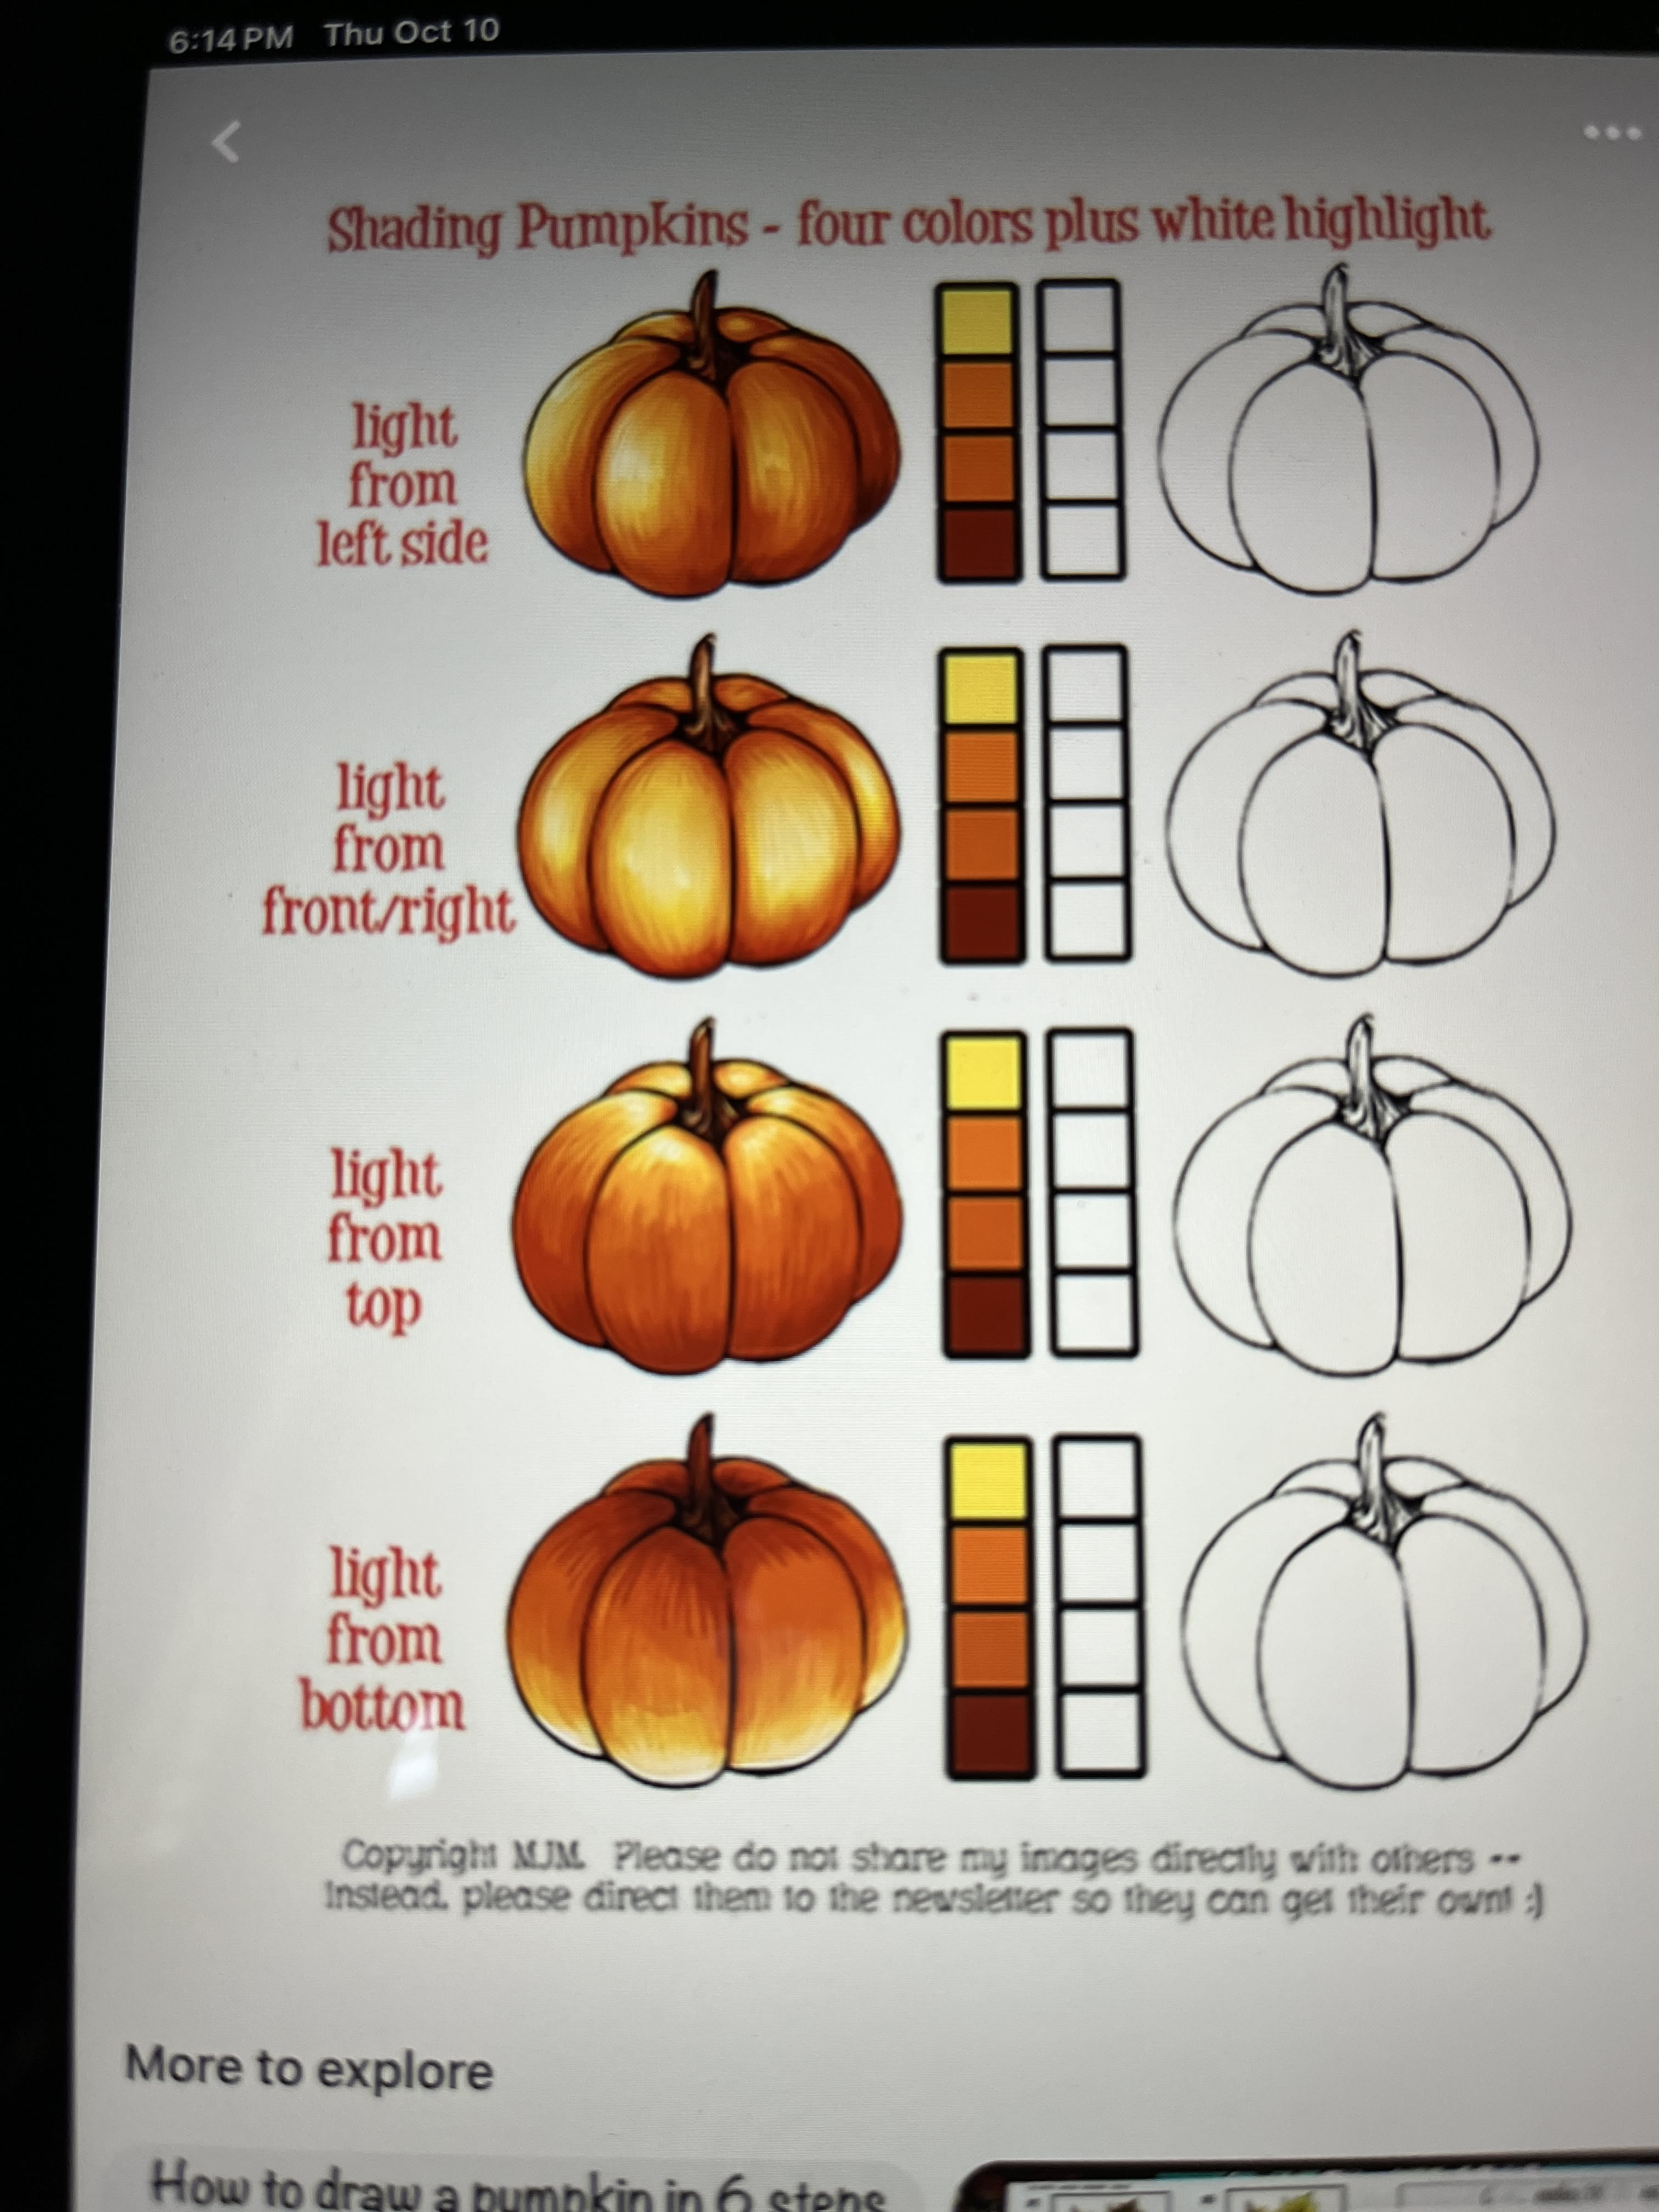 6:14 PM Thu Oct 10
Shading Pumpkins - four colors plus white highlight
light
from
left side
light
from
front/right
light
from
top
light
from
bottom
Copyright MJM. Please do not share my images directly with others --
Instead, please direct them to the newsletter so they can get their own! :)
More to explore
How to draw a pumpkin in 6 steps